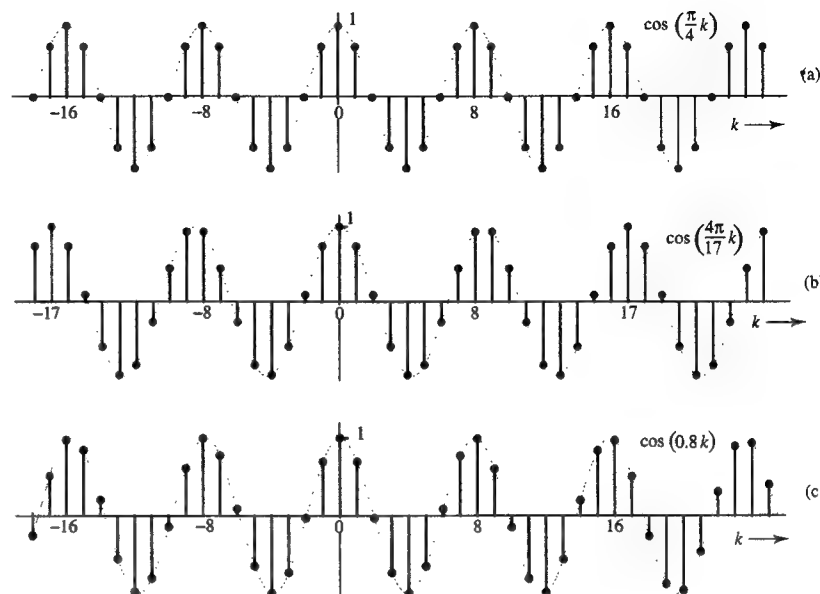 1
cos (π/4 k)
(a)
-16 -8 0 8 16
k →
1
cos (4π/17 k)
(b)
-17 -8 0 8 17
k →
1
cos (0.8k)
(c
-16 -8 0 8 16
k →